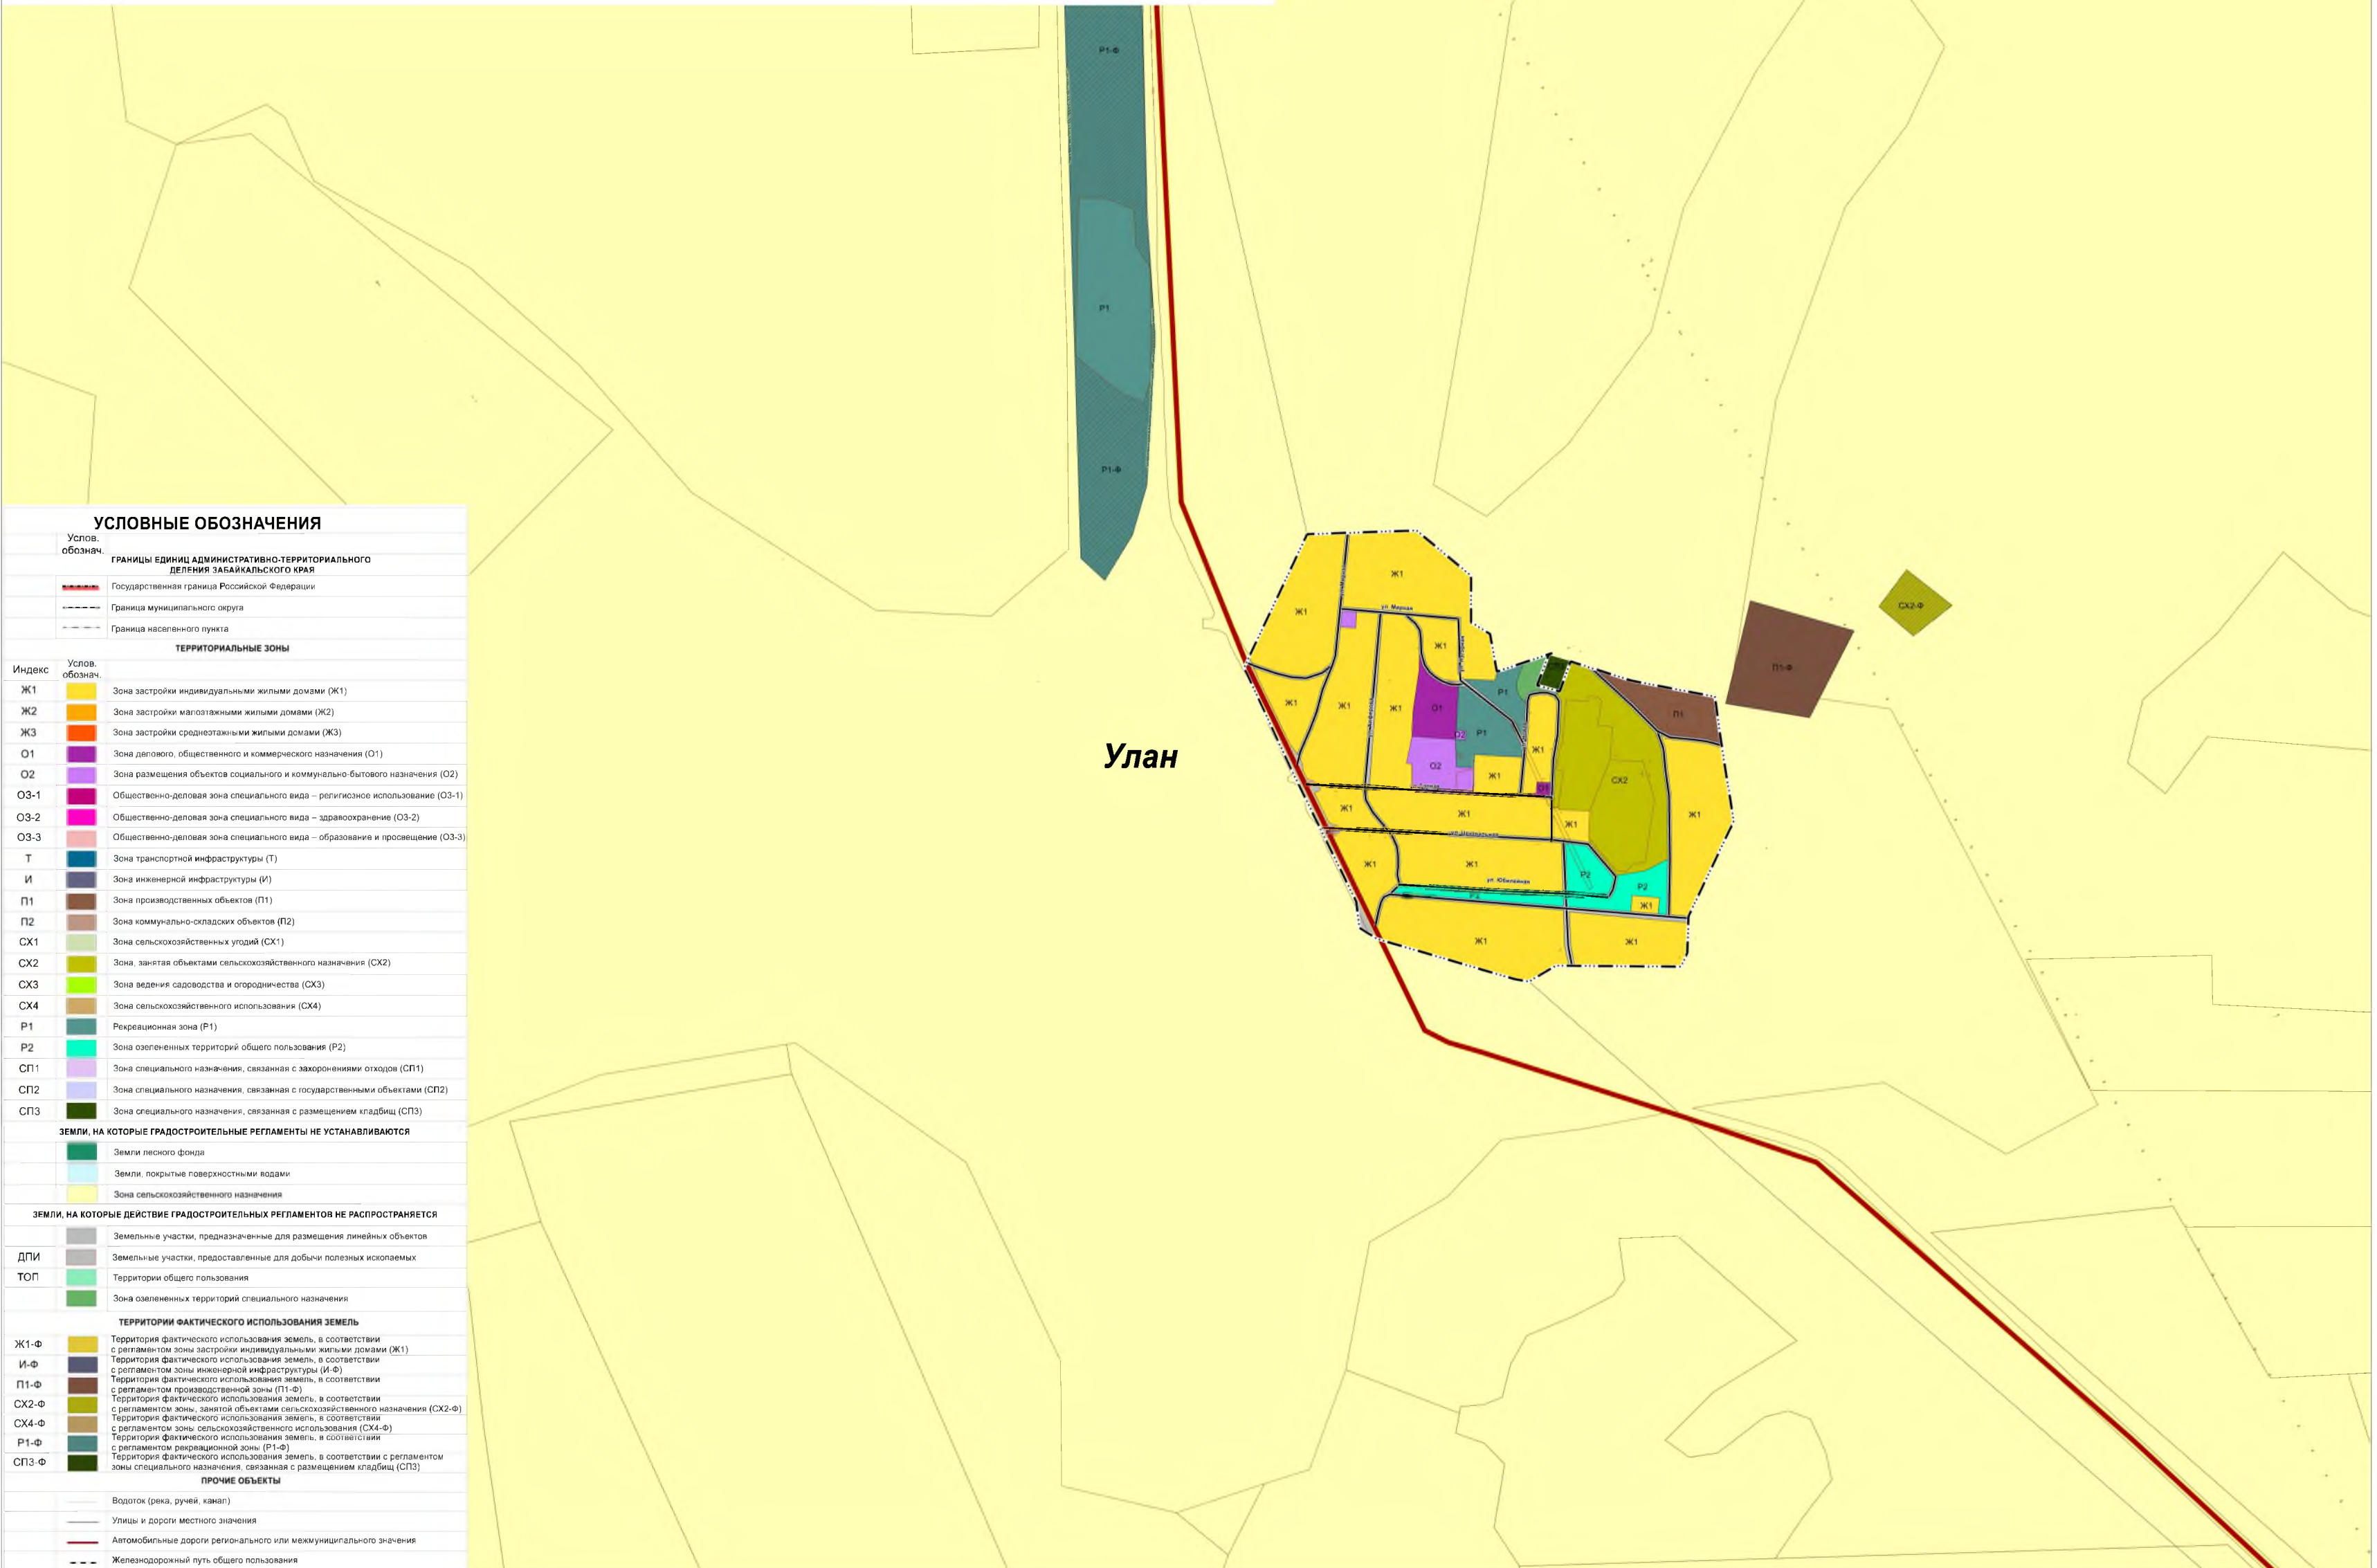 Р1-Ф
Р1
Р1-Ф
Улан
Ж1
Ж1
ул. Мирная
Ж1
Ж1
Ж1
Ж1
О1
Р1
О2
Р1
О2
Ж1
Ж1
О1
СХ2
П1
П1-Ф
СХ2-Ф
Ж1
Ж1
Ж1
Ж1
ул. Центральная
Ж1
Ж1
Р2
ул. Юбилейная
Р2
Р2
Ж1
Ж1
Ж1
УСЛОВНЫЕ ОБОЗНАЧЕНИЯ
Услов.
обознач.
ГРАНИЦЫ ЕДИНИЦ АДМИНИСТРАТИВНО-ТЕРРИТОРИАЛЬНОГО
ДЕЛЕНИЯ ЗАБАЙКАЛЬСКОГО КРАЯ
Государственная граница Российской Федерации
Граница муниципального округа
Граница населенного пункта
ТЕРРИТОРИАЛЬНЫЕ ЗОНЫ
Индекс Услов.
обознач.
Ж1 Зона застройки индивидуальными жилыми домами (Ж1)
Ж2 Зона застройки малоэтажными жилыми домами (Ж2)
Ж3 Зона застройки среднеэтажными жилыми домами (Ж3)
О1 Зона делового, общественного и коммерческого назначения (О1)
О2 Зона размещения объектов социального и коммунально-бытового назначения (О2)
ОЗ-1 Общественно-деловая зона специального вида – религиозное использование (ОЗ-1)
ОЗ-2 Общественно-деловая зона специального вида – здравоохранение (ОЗ-2)
ОЗ-3 Общественно-деловая зона специального вида – образование и просвещение (ОЗ-3)
Т Зона транспортной инфраструктуры (Т)
И Зона инженерной инфраструктуры (И)
П1 Зона производственных объектов (П1)
П2 Зона коммунально-складских объектов (П2)
СХ1 Зона сельскохозяйственных угодий (СХ1)
СХ2 Зона, занятая объектами сельскохозяйственного назначения (СХ2)
СХ3 Зона ведения садоводства и огородничества (СХ3)
СХ4 Зона сельскохозяйственного использования (СХ4)
Р1 Рекреационная зона (Р1)
Р2 Зона озелененных территорий общего пользования (Р2)
СП1 Зона специального назначения, связанная с захоронениями отходов (СП1)
СП2 Зона специального назначения, связанная с государственными объектами (СП2)
СП3 Зона специального назначения, связанная с размещением кладбищ (СП3)
ЗЕМЛИ, НА КОТОРЫЕ ГРАДОСТРОИТЕЛЬНЫЕ РЕГЛАМЕНТЫ НЕ УСТАНАВЛИВАЮТСЯ
Земли лесного фонда
Земли, покрытые поверхностными водами
Зона сельскохозяйственного назначения
ЗЕМЛИ, НА КОТОРЫЕ ДЕЙСТВИЕ ГРАДОСТРОИТЕЛЬНЫХ РЕГЛАМЕНТОВ НЕ РАСПРОСТРАНЯЕТСЯ
Земельные участки, предназначенные для размещения линейных объектов
ДПИ Земельные участки, предоставленные для добычи полезных ископаемых
ТОП Территории общего пользования
Зона озелененных территорий специального назначения
ТЕРРИТОРИИ ФАКТИЧЕСКОГО ИСПОЛЬЗОВАНИЯ ЗЕМЕЛЬ
Ж1-Ф Территория фактического использования земель, в соответствии
с регламентом зоны застройки индивидуальными жилыми домами (Ж1)
И-Ф Территория фактического использования земель, в соответствии
с регламентом зоны инженерной инфраструктуры (И-Ф)
П1-Ф Территория фактического использования земель, в соответствии
с регламентом производственной зоны (П1-Ф)
СХ2-Ф Территория фактического использования земель, в соответствии
с регламентом зоны, занятой объектами сельскохозяйственного назначения (СХ2-Ф)
СХ4-Ф Территория фактического использования земель, в соответствии
с регламентом зоны сельскохозяйственного использования (СХ4-Ф)
Р1-Ф Территория фактического использования земель, в соответствии
с регламентом рекреационной зоны (Р1-Ф)
СП3-Ф Территория фактического использования земель, в соответствии с регламентом
зоны специального назначения, связанная с размещением кладбищ (СП3)
ПРОЧИЕ ОБЪЕКТЫ
Водоток (река, ручей, канал)
Улицы и дороги местного значения
Автомобильные дороги регионального или межмуниципального значения
Железнодорожный путь общего пользования